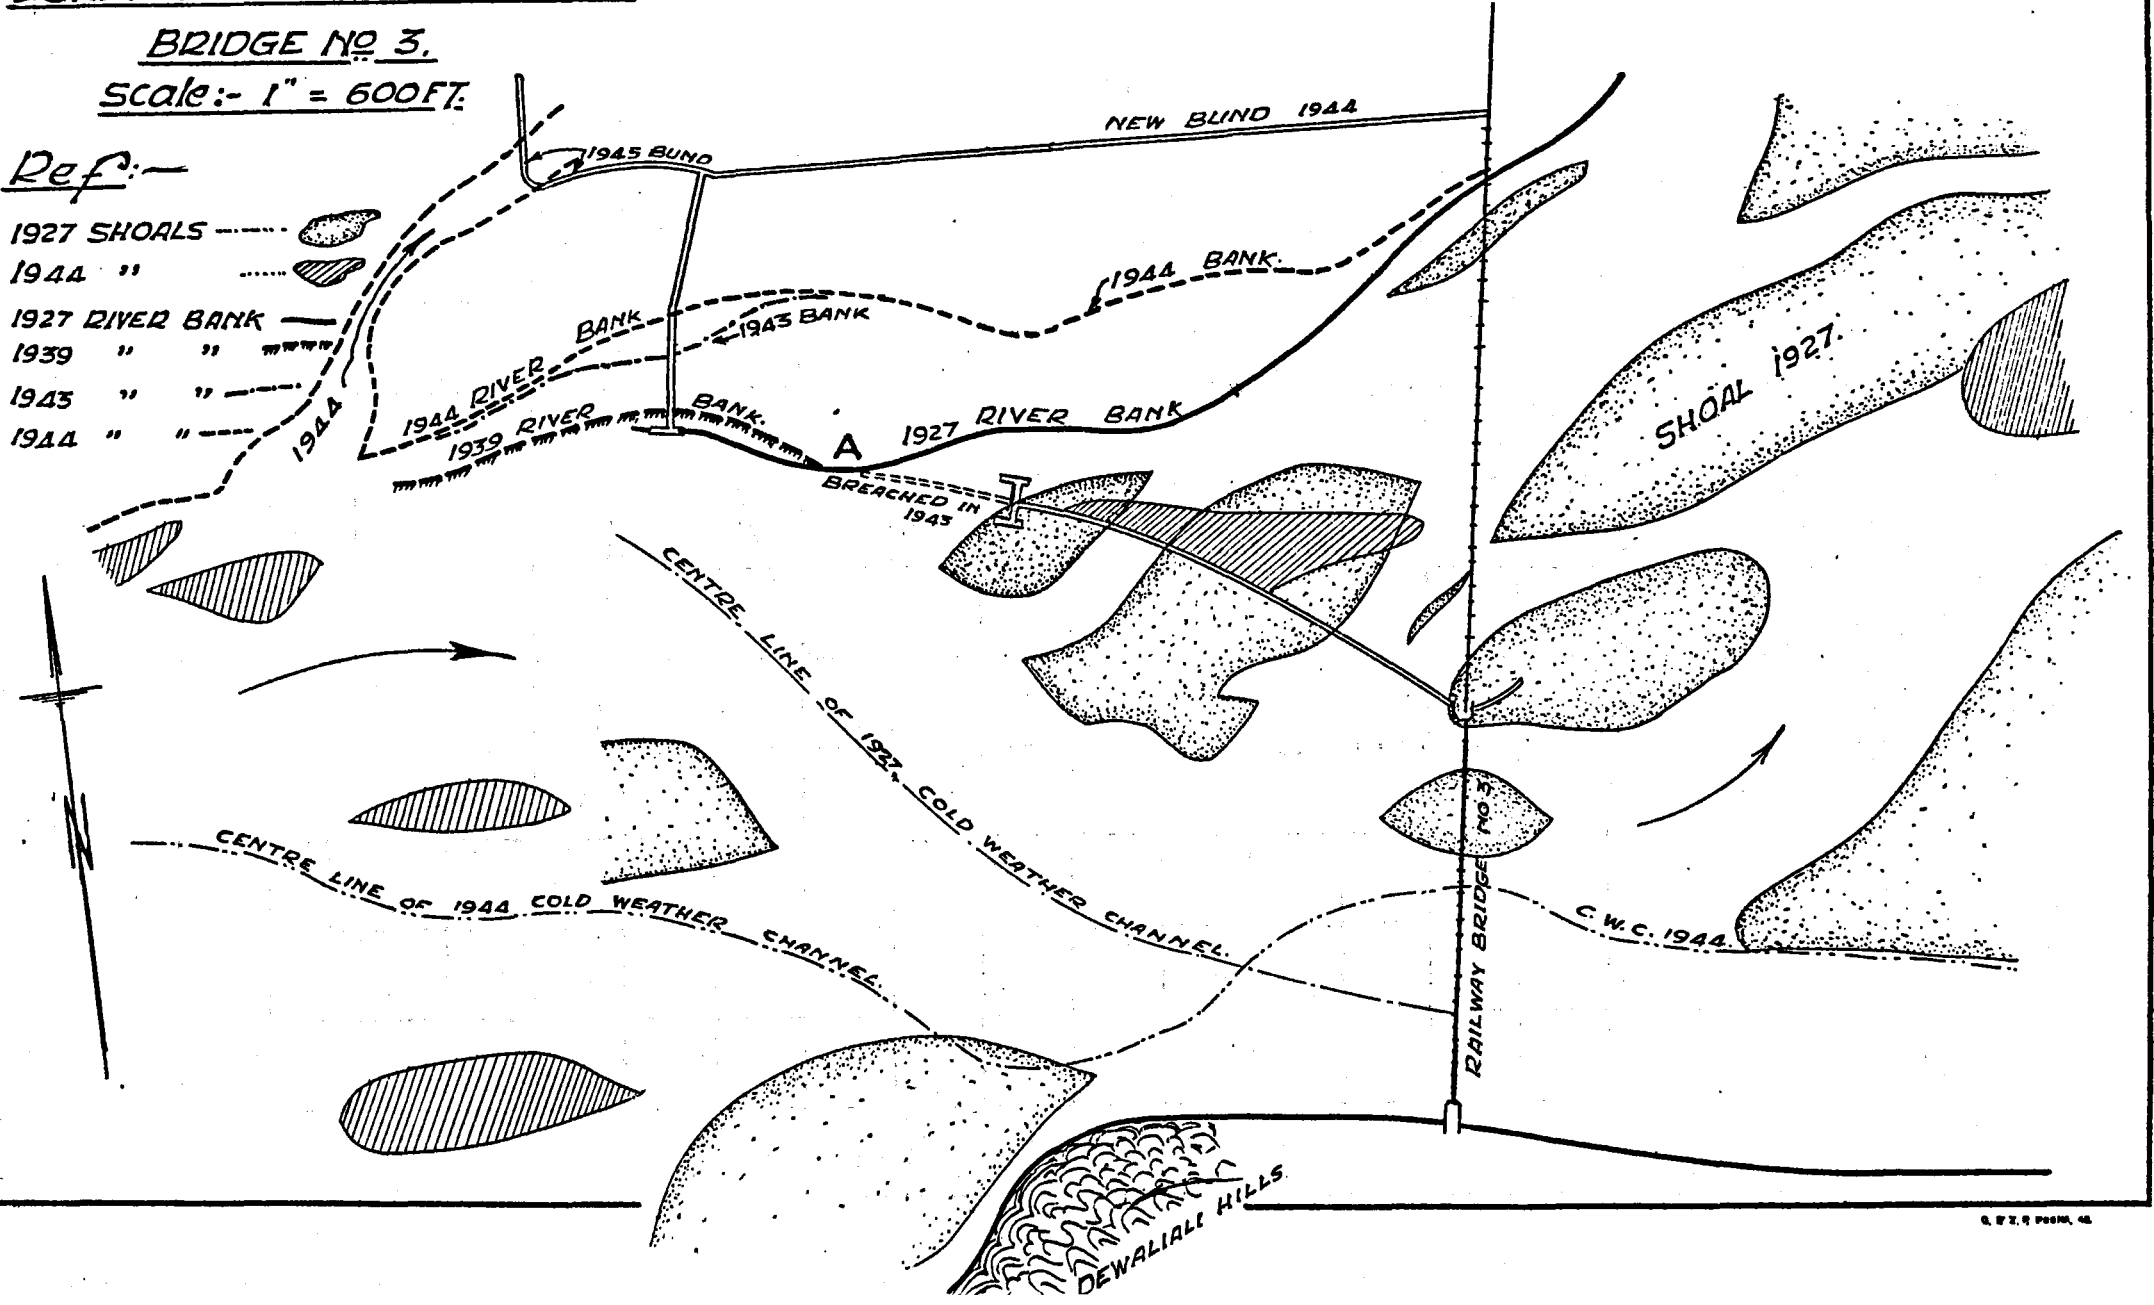 BRIDGE No 3.
Scale:- 1" = 600FT.
Ref:-
1927 SHOALS
1944 "
1927 RIVER BANK
1939 " "
1943 " "
1944 " "
1945 BUND
NEW BUND 1944
1944 BANK.
1944 RIVER BANK
1943 BANK
1939 RIVER BANK.
A
1927 RIVER BANK
1944
BREACHED IN
1943
SHOAL 1927.
CENTRE LINE OF 1927 COLD WEATHER CHANNEL.
N
CENTRE LINE OF 1944 COLD WEATHER CHANNEL.
C.W.C. 1944
RAILWAY BRIDGE NO 3
DEWALIALI HILLS